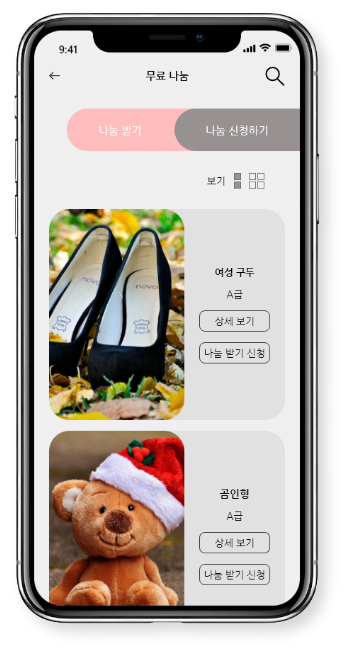 9:41
무료 나눔
나눔 받기
나눔 신청하기
보기
여성 구두
A급
상세 보기
나눔 받기 신청
곰인형
A급
상세 보기
나눔 받기 신청